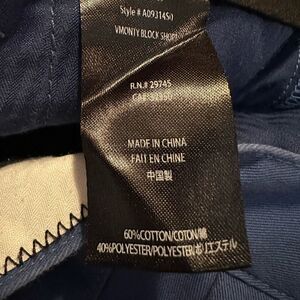 Style # A09314SO
VMONTY BLOCK SHORT
R.N.# 29745
MADE IN CHINA
FAIT EN CHINE
中国製
60%COTTON/COTON/綿
40%POLYESTER/POLYESTER/ポリエステル